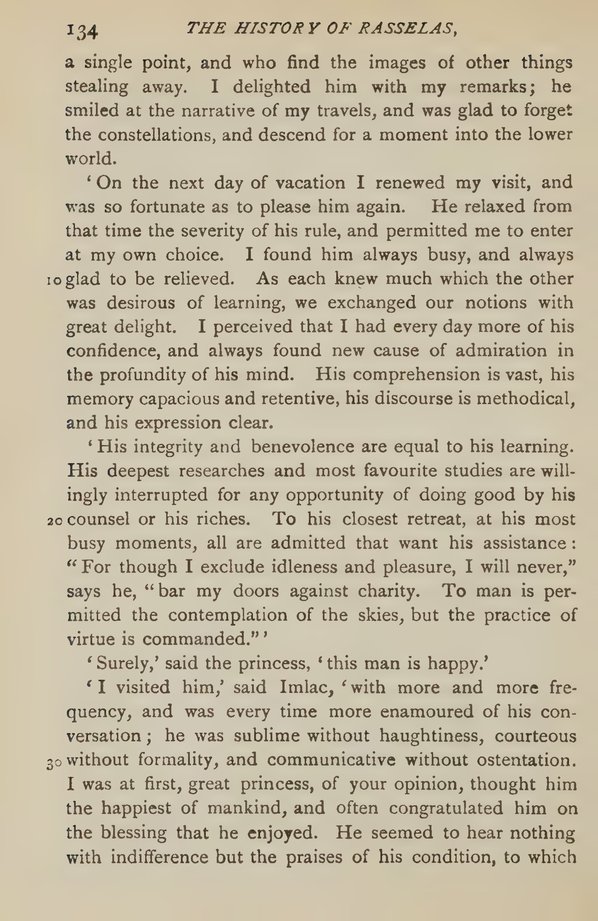 134 THE HISTORY OF RASSELAS,
a single point, and who find the images of other things
stealing away. I delighted him with my remarks; he
smiled at the narrative of my travels, and was glad to forget
the constellations, and descend for a moment into the lower
world.
‘On the next day of vacation I renewed my visit, and
was so fortunate as to please him again. He relaxed from
that time the severity of his rule, and permitted me to enter
at my own choice. I found him always busy, and always
10 glad to be relieved. As each knew much which the other
was desirous of learning, we exchanged our notions with
great delight. I perceived that I had every day more of his
confidence, and always found new cause of admiration in
the profundity of his mind. His comprehension is vast, his
memory capacious and retentive, his discourse is methodical,
and his expression clear.
‘His integrity and benevolence are equal to his learning.
His deepest researches and most favourite studies are will-
ingly interrupted for any opportunity of doing good by his
20 counsel or his riches. To his closest retreat, at his most
busy moments, all are admitted that want his assistance:
“For though I exclude idleness and pleasure, I will never,”
says he, “bar my doors against charity. To man is per-
mitted the contemplation of the skies, but the practice of
virtue is commanded.”’
‘Surely,’ said the princess, ‘this man is happy.’
‘I visited him,’ said Imlac, ‘with more and more fre-
quency, and was every time more enamoured of his con-
versation; he was sublime without haughtiness, courteous
30 without formality, and communicative without ostentation.
I was at first, great princess, of your opinion, thought him
the happiest of mankind, and often congratulated him on
the blessing that he enjoyed. He seemed to hear nothing
with indifference but the praises of his condition, to which